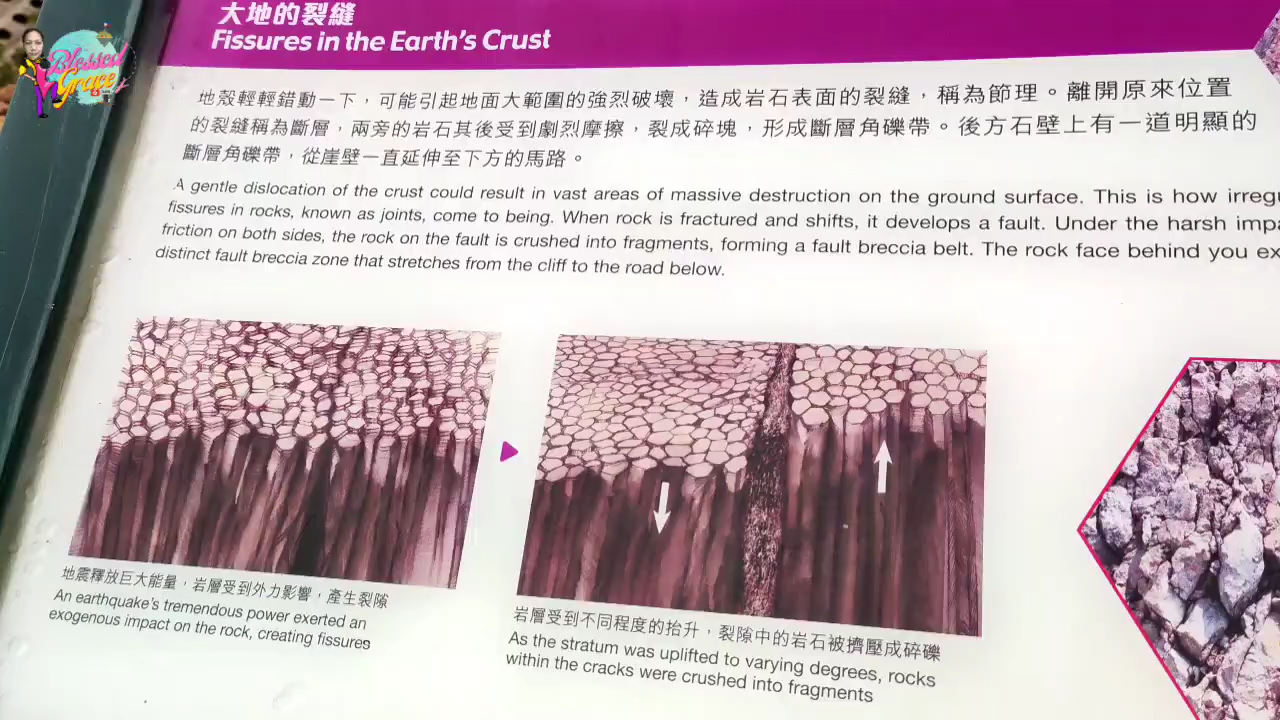 Blessed
Grace
大地的裂縫
Fissures in the Earth's Crust
地殼輕輕錯動一下，可能引起地面大範圍的強烈破壞，造成岩石表面的裂縫，稱為節理。離開原來位置
的裂縫稱為斷層，兩旁的岩石其後受到劇烈摩擦，裂成碎塊，形成斷層角礫帶。後方石壁上有一道明顯的
斷層角礫帶，從崖壁一直延伸至下方的馬路。
A gentle dislocation of the crust could result in vast areas of massive destruction on the ground surface. This is how
fissures in rocks, known as joints, come to being. When rock is fractured and shifts, it develops a fault. Under the harsh
friction on both sides, the rock on the fault is crushed into fragments, forming a fault breccia belt. The rock face behind you
distinct fault breccia zone that stretches from the cliff to the road below.
地震釋放巨大能量，岩層受到外力影響，產生裂隙
An earthquake's tremendous power exerted an
exogenous impact on the rock, creating fissures
岩層受到不同程度的抬升，裂隙中的岩石被擠壓成碎礫
As the stratum was uplifted to varying degrees, rocks
within the cracks were crushed into fragments